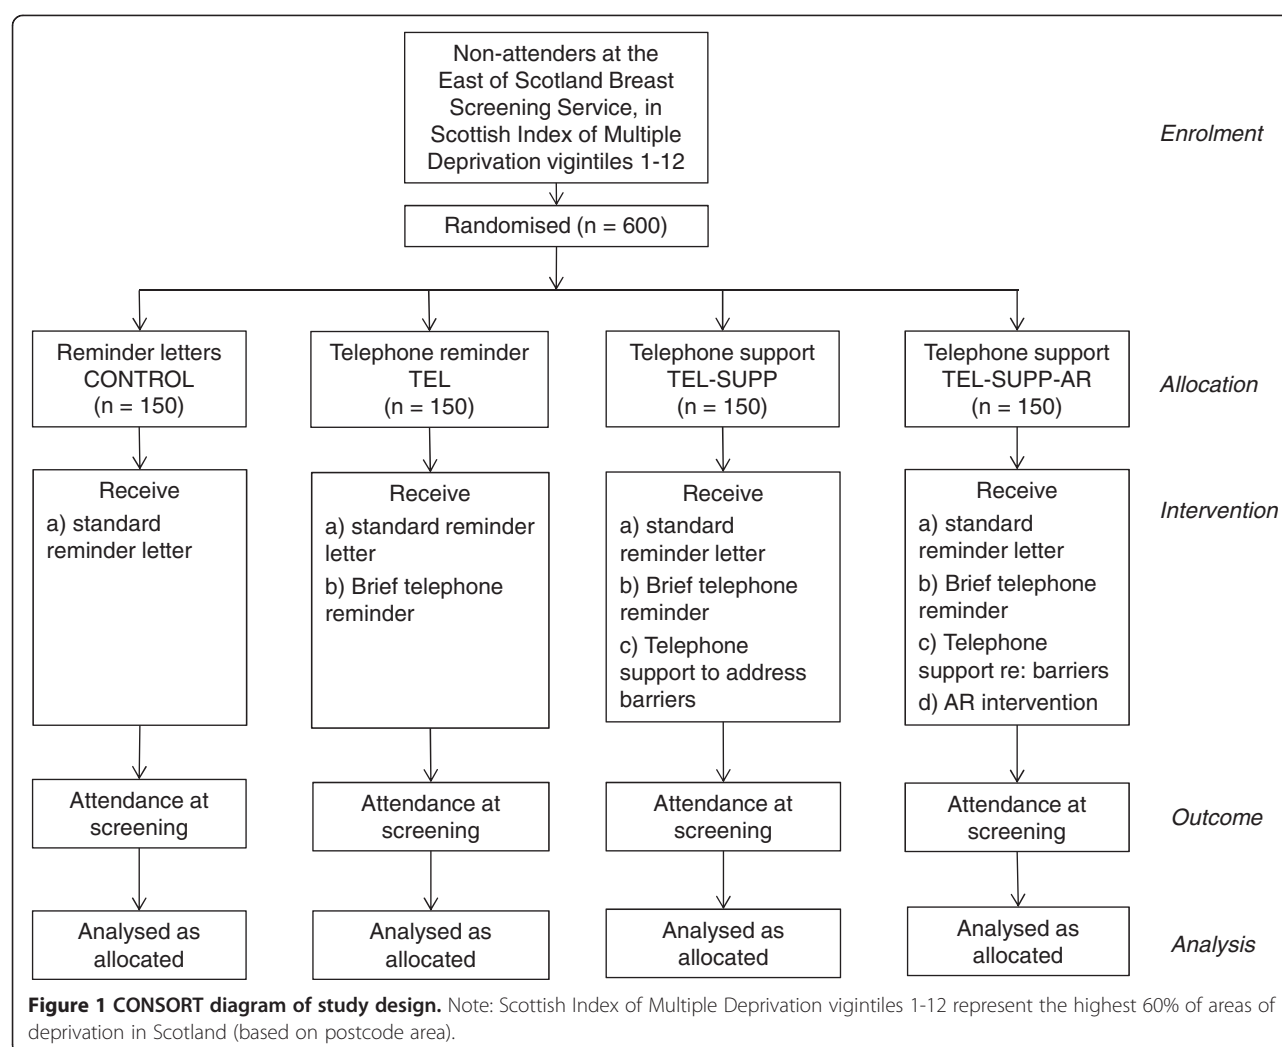 Non-attenders at the
East of Scotland Breast
Screening Service, in
Scottish Index of Multiple
Deprivation vigintiles 1-12
Enrolment
Randomised (n = 600)
Reminder letters
CONTROL
(n = 150)
Telephone reminder
TEL
(n = 150)
Telephone support
TEL-SUPP
(n = 150)
Telephone support
TEL-SUPP-AR
(n = 150)
Allocation
Receive
a) standard
reminder letter
Receive
a) standard reminder
letter
b) Brief telephone
reminder
Receive
a) standard
reminder letter
b) Brief telephone
reminder
c) Telephone
support to address
barriers
Receive
a) standard
reminder letter
b) Brief telephone
reminder
c) Telephone
support re: barriers
d) AR intervention
Intervention
Attendance at
screening
Attendance at
screening
Attendance at
screening
Attendance at
screening
Outcome
Analysed as
allocated
Analysed as
allocated
Analysed as
allocated
Analysed as
allocated
Analysis
Figure 1 CONSORT diagram of study design. Note: Scottish Index of Multiple Deprivation vigintiles 1-12 represent the highest 60% of areas of
deprivation in Scotland (based on postcode area).